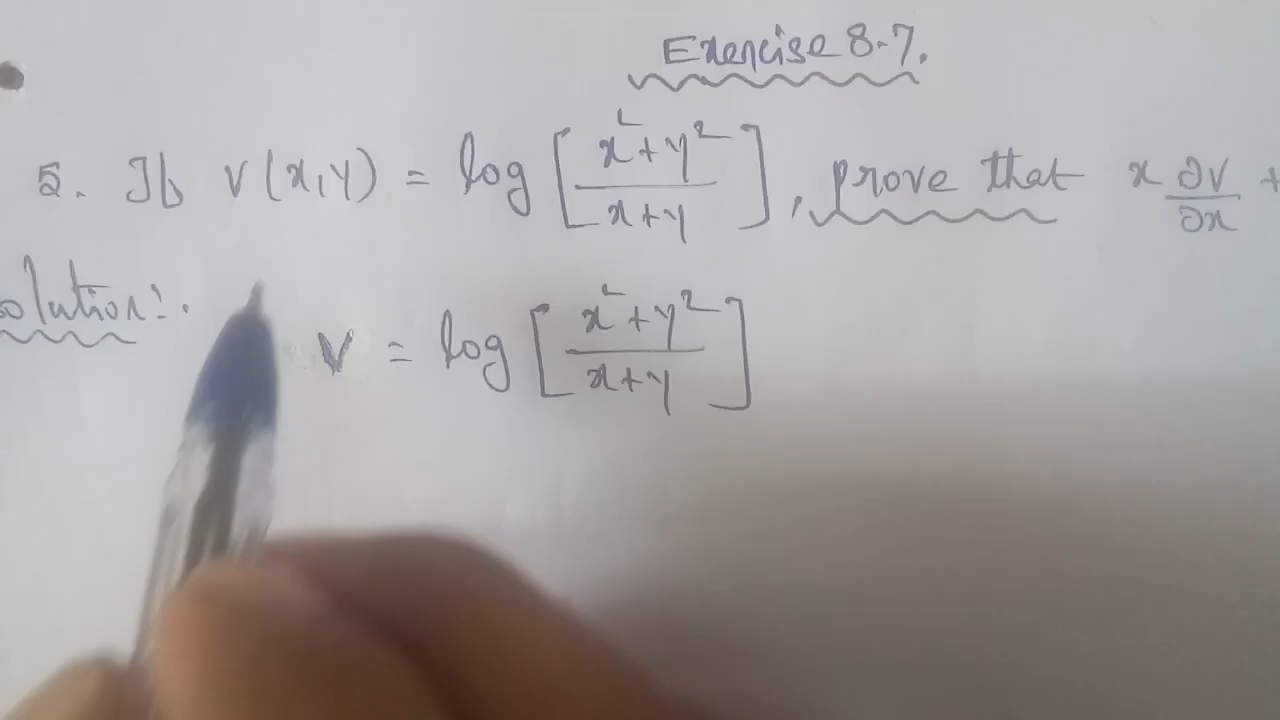 Exercise 8.7.
5. If v(x,y) = log [ (x²+y²)/(x+y) ], prove that x ∂v/∂x +
olution:.
v = log [ (x²+y²)/(x+y) ]